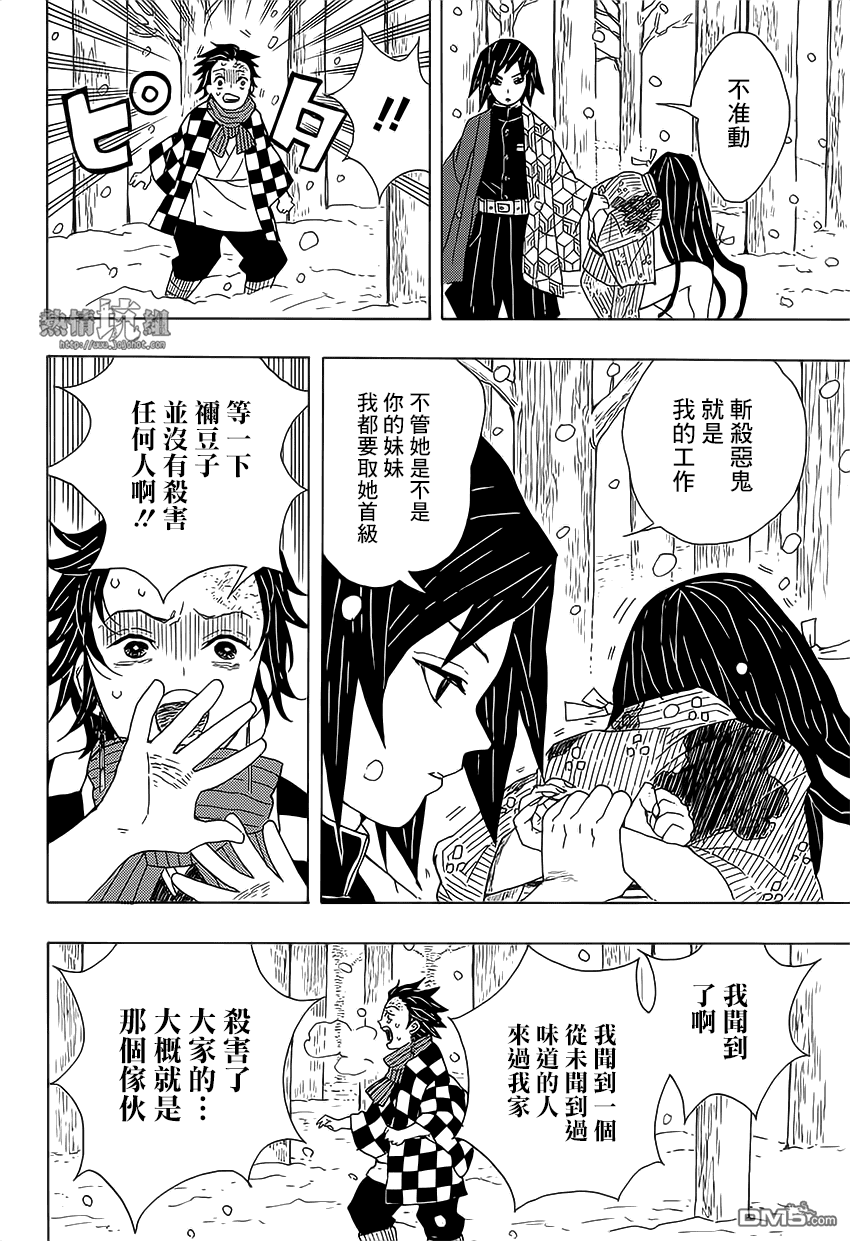 不准動
!!
ピタ
斬殺惡鬼
就是
我的工作
不管她是不是
你的妹妹
我都要取她首級
等一下
禰豆子
並沒有殺害
任何人啊!!
我聞到
了啊
我聞到一個
從未聞到過
味道的人
來過我家
殺害了
大家的…
大概就是
那個傢伙
熱情坑組
http://www.jojohot.com
DM5.com